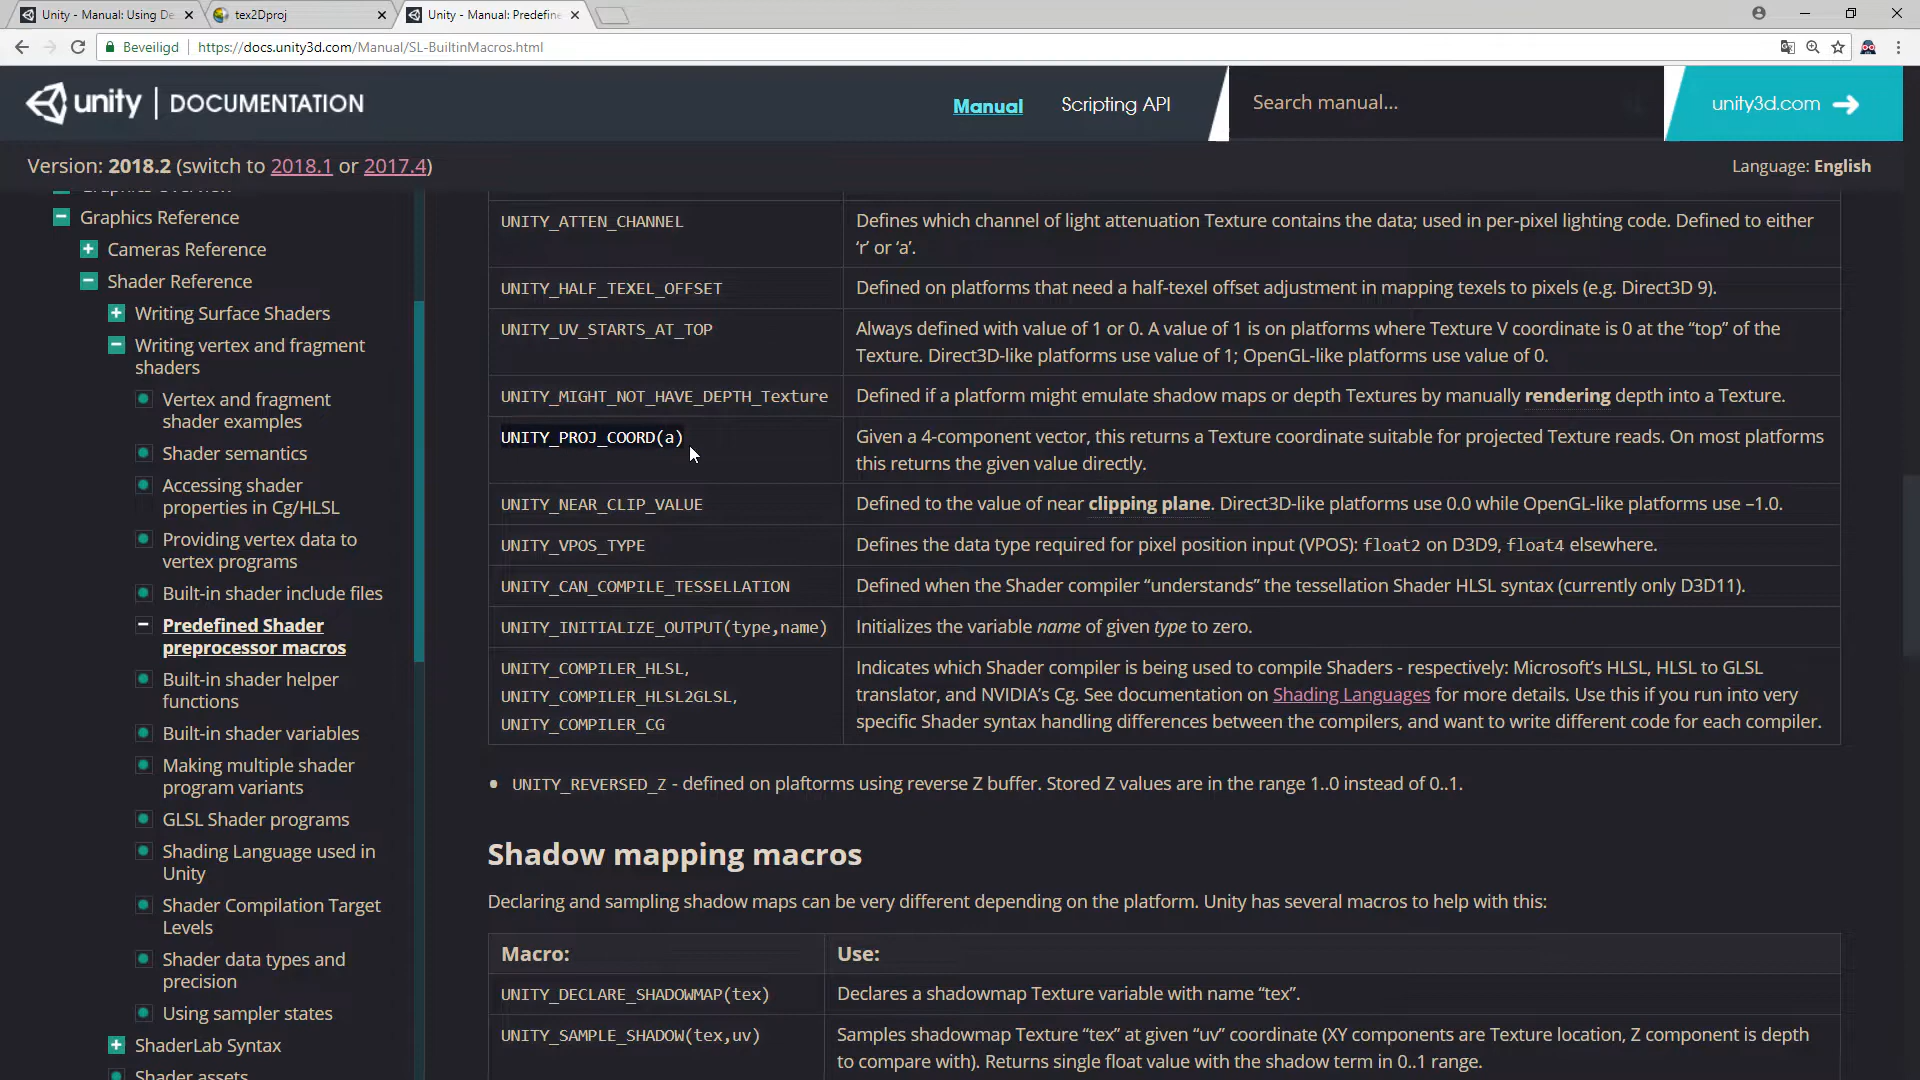 Unity - Manual: Using De
tex2Dproj
Unity - Manual: Predefine
Beveiligd
https://docs.unity3d.com/Manual/SL-BuiltinMacros.html
unity | DOCUMENTATION
Manual
Scripting API
Search manual...
unity3d.com
Version: 2018.2 (switch to 2018.1 or 2017.4)
Language: English
Graphics Overview
Graphics Reference
Cameras Reference
Shader Reference
Writing Surface Shaders
Writing vertex and fragment
shaders
Vertex and fragment
shader examples
Shader semantics
Accessing shader
properties in Cg/HLSL
Providing vertex data to
vertex programs
Built-in shader include files
Predefined Shader
preprocessor macros
Built-in shader helper
functions
Built-in shader variables
Making multiple shader
program variants
GLSL Shader programs
Shading Language used in
Unity
Shader Compilation Target
Levels
Shader data types and
precision
Using sampler states
ShaderLab Syntax
Shader assets
UNITY_ATTEN_CHANNEL
Defines which channel of light attenuation Texture contains the data; used in per-pixel lighting code. Defined to either
‘r’ or ‘a’.
UNITY_HALF_TEXEL_OFFSET
Defined on platforms that need a half-texel offset adjustment in mapping texels to pixels (e.g. Direct3D 9).
UNITY_UV_STARTS_AT_TOP
Always defined with value of 1 or 0. A value of 1 is on platforms where Texture V coordinate is 0 at the “top” of the
Texture. Direct3D-like platforms use value of 1; OpenGL-like platforms use value of 0.
UNITY_MIGHT_NOT_HAVE_DEPTH_Texture
Defined if a platform might emulate shadow maps or depth Textures by manually rendering depth into a Texture.
UNITY_PROJ_COORD(a)
Given a 4-component vector, this returns a Texture coordinate suitable for projected Texture reads. On most platforms
this returns the given value directly.
UNITY_NEAR_CLIP_VALUE
Defined to the value of near clipping plane. Direct3D-like platforms use 0.0 while OpenGL-like platforms use –1.0.
UNITY_VPOS_TYPE
Defines the data type required for pixel position input (VPOS): float2 on D3D9, float4 elsewhere.
UNITY_CAN_COMPILE_TESSELLATION
Defined when the Shader compiler “understands” the tessellation Shader HLSL syntax (currently only D3D11).
UNITY_INITIALIZE_OUTPUT(type,name)
Initializes the variable name of given type to zero.
UNITY_COMPILER_HLSL,
UNITY_COMPILER_HLSL2GLSL,
UNITY_COMPILER_CG
Indicates which Shader compiler is being used to compile Shaders - respectively: Microsoft’s HLSL, HLSL to GLSL
translator, and NVIDIA’s Cg. See documentation on Shading Languages for more details. Use this if you run into very
specific Shader syntax handling differences between the compilers, and want to write different code for each compiler.
UNITY_REVERSED_Z - defined on plaftorms using reverse Z buffer. Stored Z values are in the range 1..0 instead of 0..1.
Shadow mapping macros
Declaring and sampling shadow maps can be very different depending on the platform. Unity has several macros to help with this:
Macro:
Use:
UNITY_DECLARE_SHADOWMAP(tex)
Declares a shadowmap Texture variable with name “tex”.
UNITY_SAMPLE_SHADOW(tex,uv)
Samples shadowmap Texture “tex” at given “uv” coordinate (XY components are Texture location, Z component is depth
to compare with). Returns single float value with the shadow term in 0..1 range.